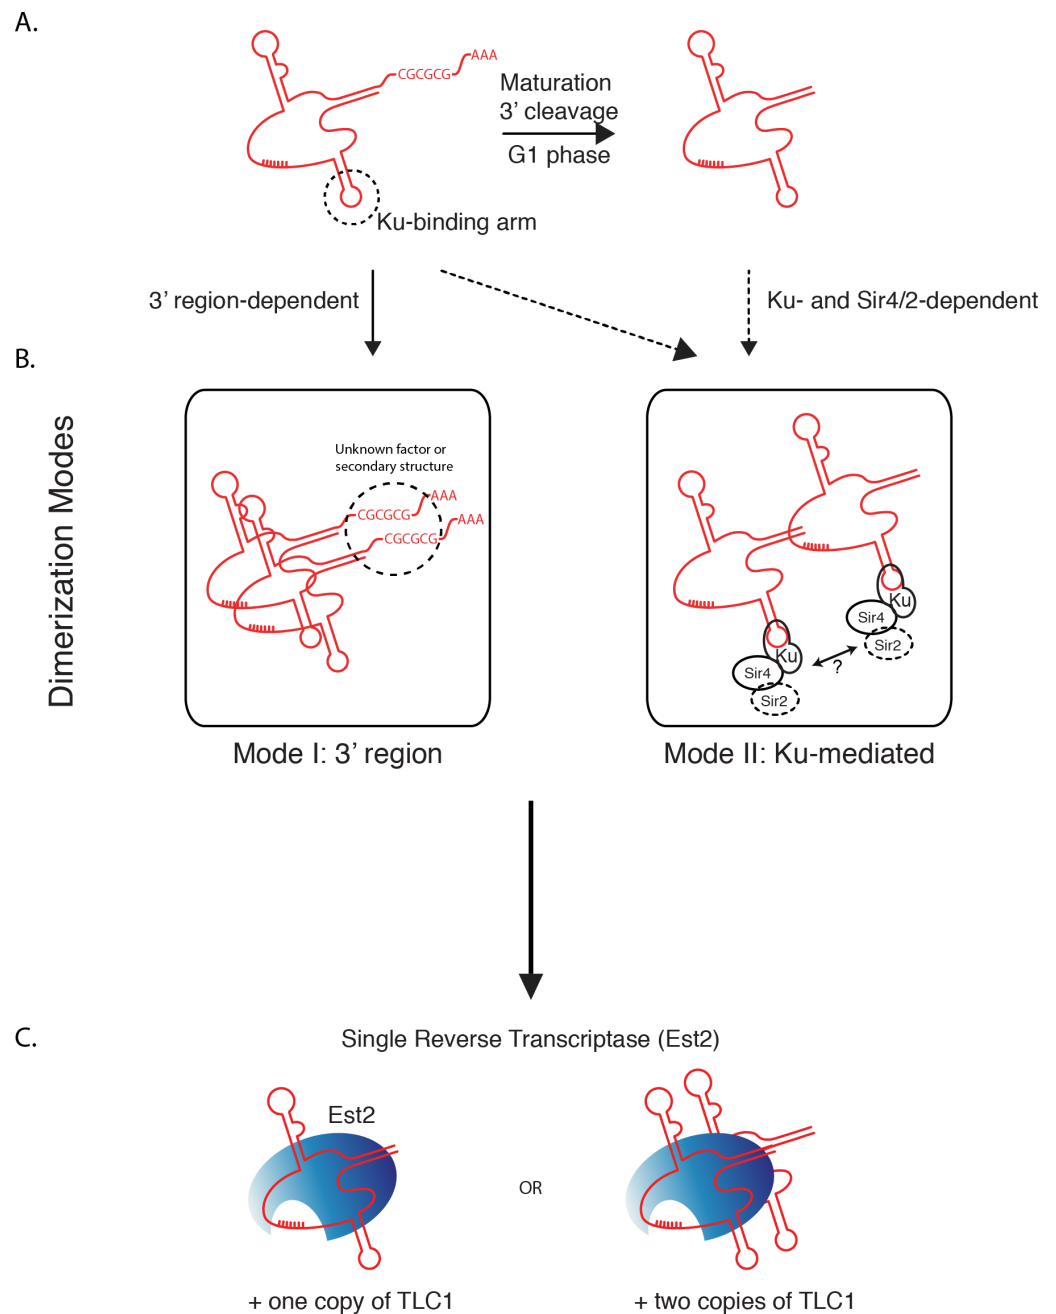 A.
CGCGCG
AAA
Maturation
3’ cleavage
G1 phase
Ku-binding arm
3’ region-dependent
Ku- and Sir4/2-dependent
B.
Dimerization Modes
Unknown factor or
secondary structure
CGCGCG
AAA
CGCGCG
AAA
Ku
Sir4
Sir2
?
Ku
Sir4
Sir2
Mode I: 3’ region
Mode II: Ku-mediated
C.
Single Reverse Transcriptase (Est2)
Est2
OR
+ one copy of TLC1
+ two copies of TLC1